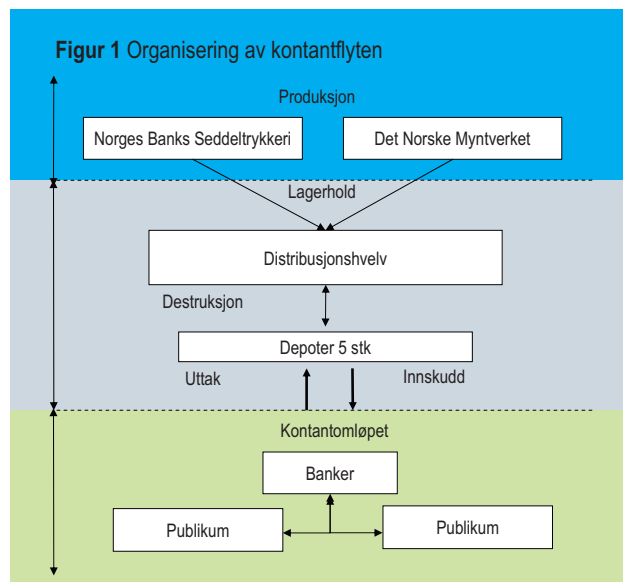 Figur 1 Organisering av kontantflyten
Produksjon
Norges Banks Seddeltrykkeri
Det Norske Myntverket
Lagerhold
Distribusjonshvelv
Destruksjon
Depoter 5 stk
Uttak
Innskudd
Kontantomløpet
Banker
Publikum
Publikum